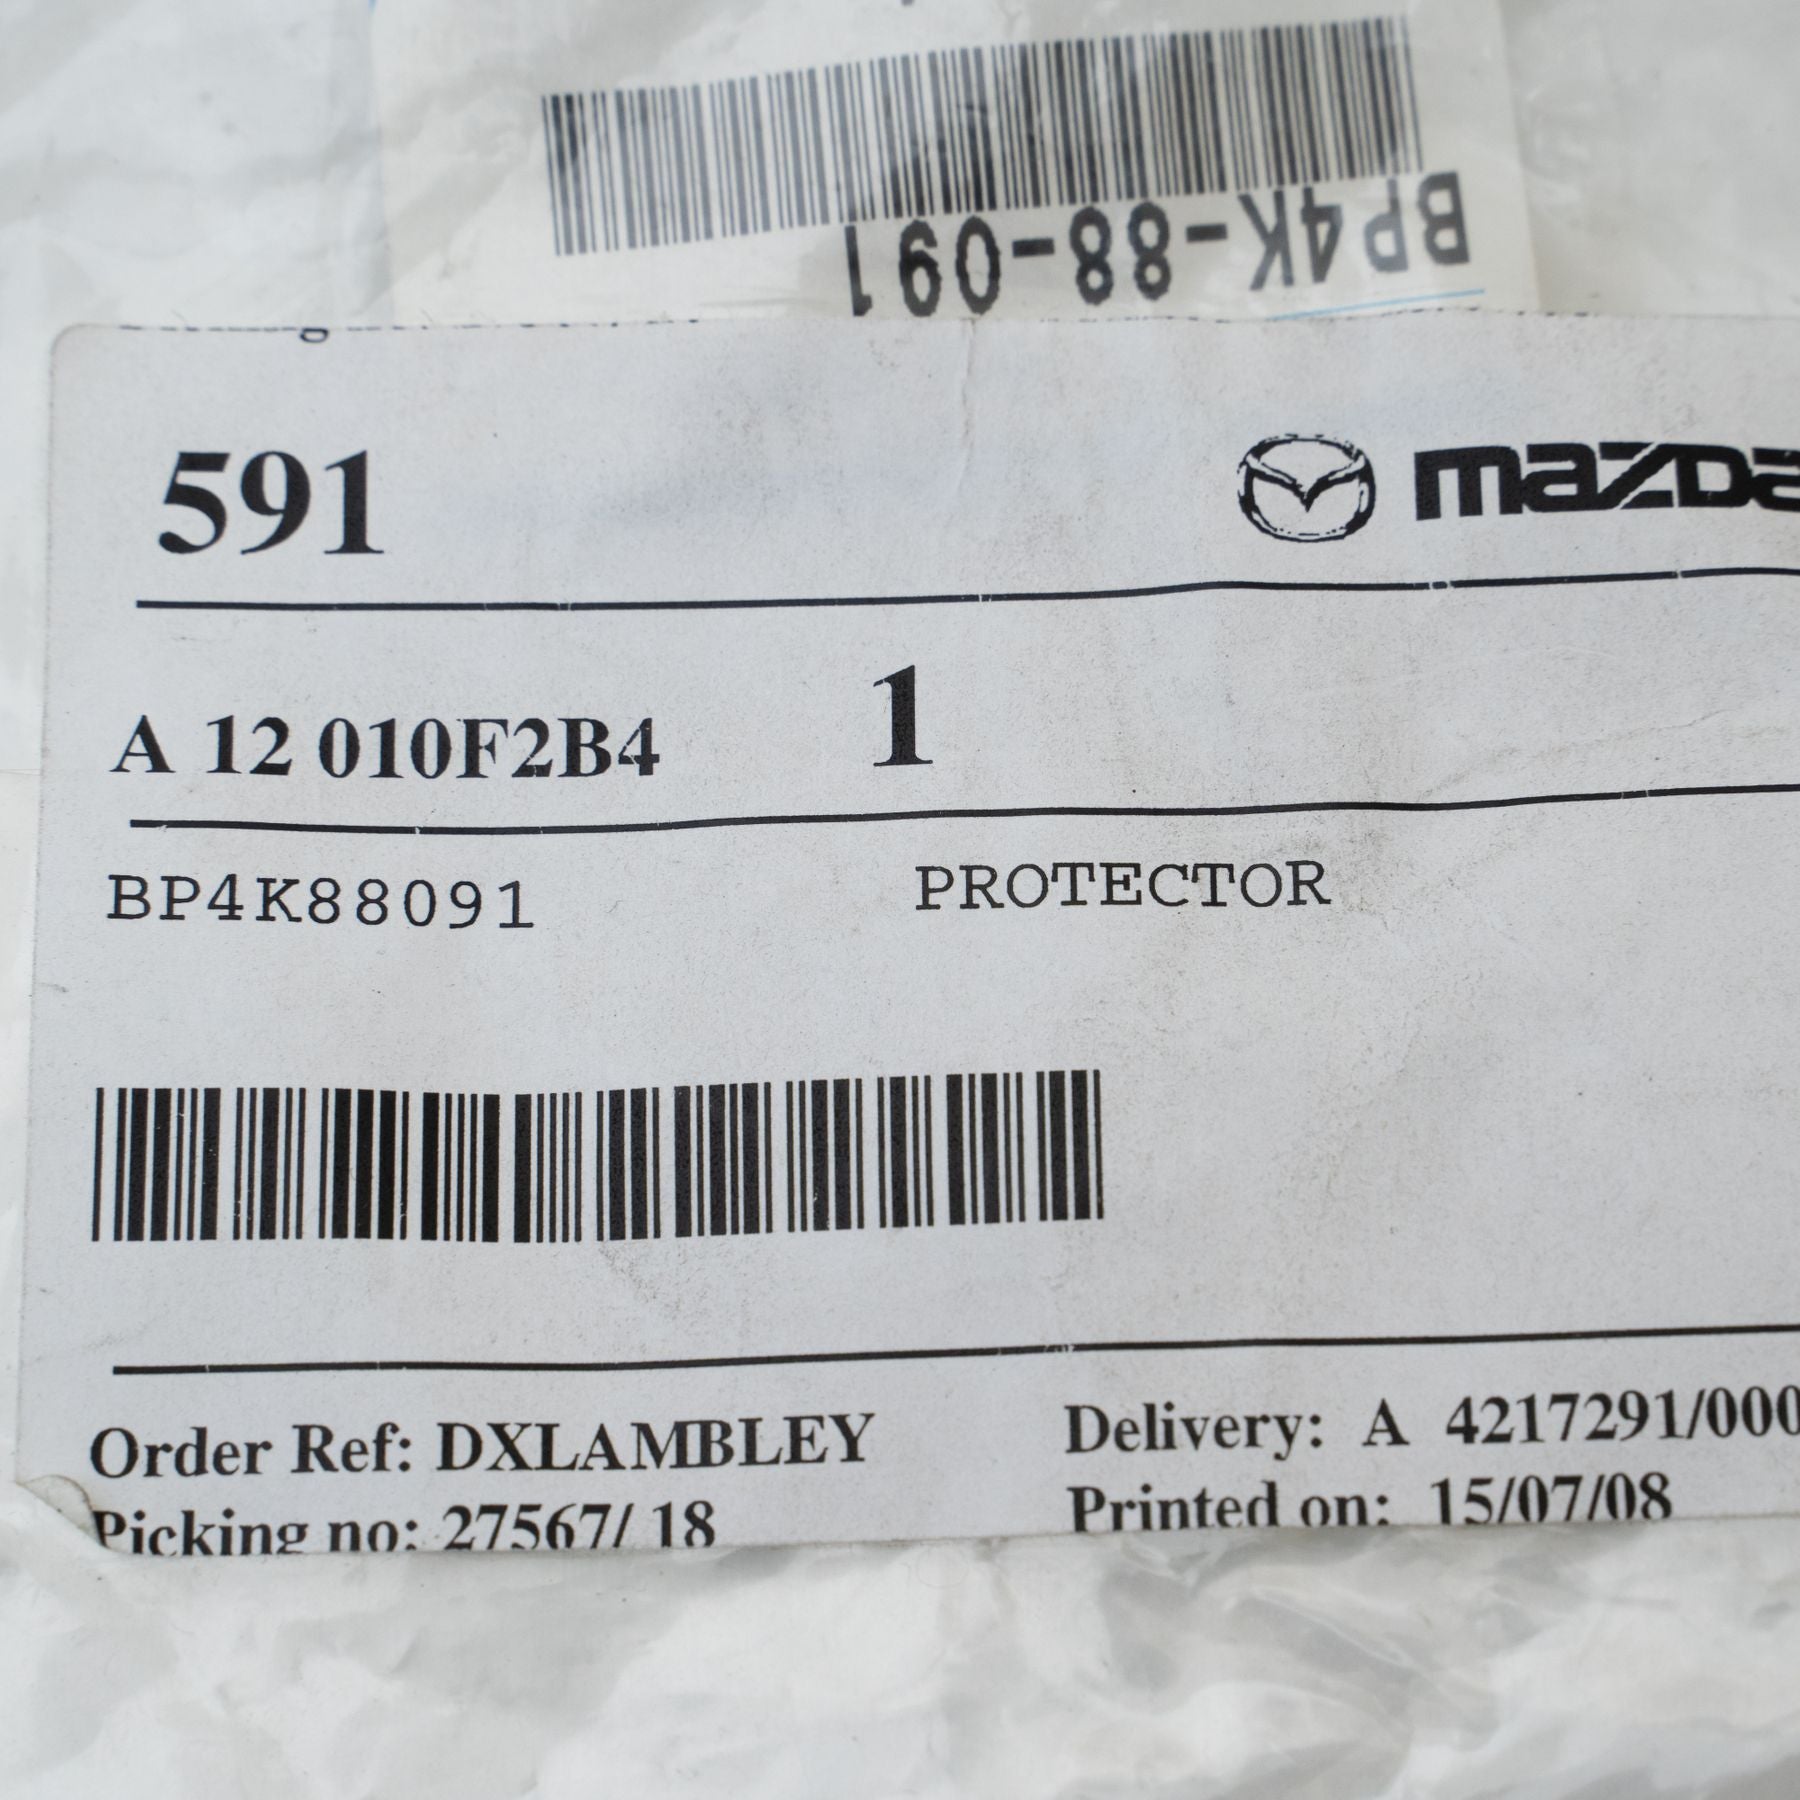 BP4K-88-091
591
mazda
A 12 010F2B4 1
BP4K88091 PROTECTOR
Order Ref: DXLAMBLEY Delivery: A 4217291/000
Picking no: 27567/ 18 Printed on: 15/07/08